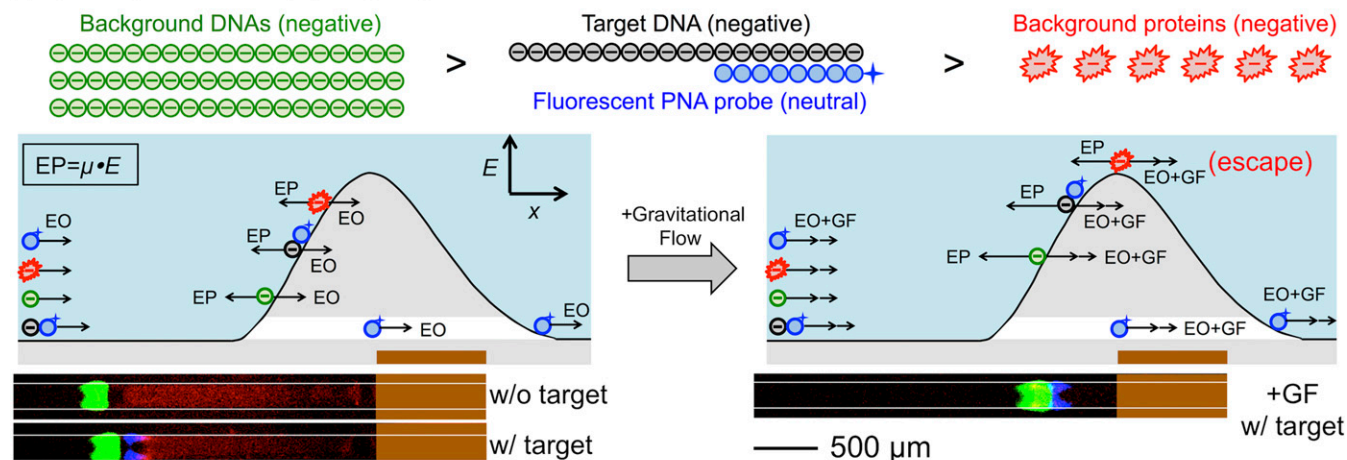 Background DNAs (negative)
>
Target DNA (negative)
>
Background proteins (negative)
Fluorescent PNA probe (neutral)
EP=μ•E
E
x
EP
EO
EO
EP
EO
EP
EO
EO
EO
+Gravitational
Flow
EP
EO+GF
(escape)
EP
EO+GF
EO+GF
EP
EO+GF
EO+GF
EO+GF
w/o target
w/ target
+GF
w/ target
500 μm